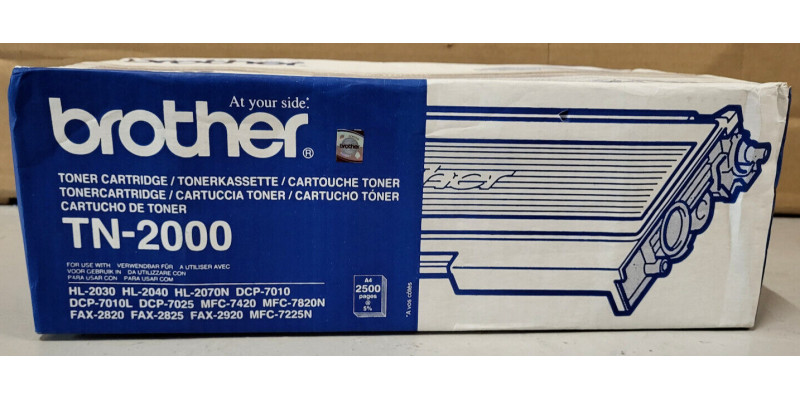 At your side.
brother®
brother
TONER CARTRIDGE / TONERKASSETTE / CARTOUCHE TONER
TONERCARTRIDGE / CARTUCCIA TONER / CARTUCHO TÓNER
CARTUCHO DE TONER
TN-2000
FOR USE WITH VERWENDBAR FÜR A UTILISER AVEC
VOOR GEBRUIK IN DA UTILIZZARE CON
PARA USAR CON PARA USAR COM
HL-2030 HL-2040 HL-2070N DCP-7010
DCP-7010L DCP-7025 MFC-7420 MFC-7820N
FAX-2820 FAX-2825 FAX-2920 MFC-7225N
A4
2500
pages
@
5%
*A vos côtés